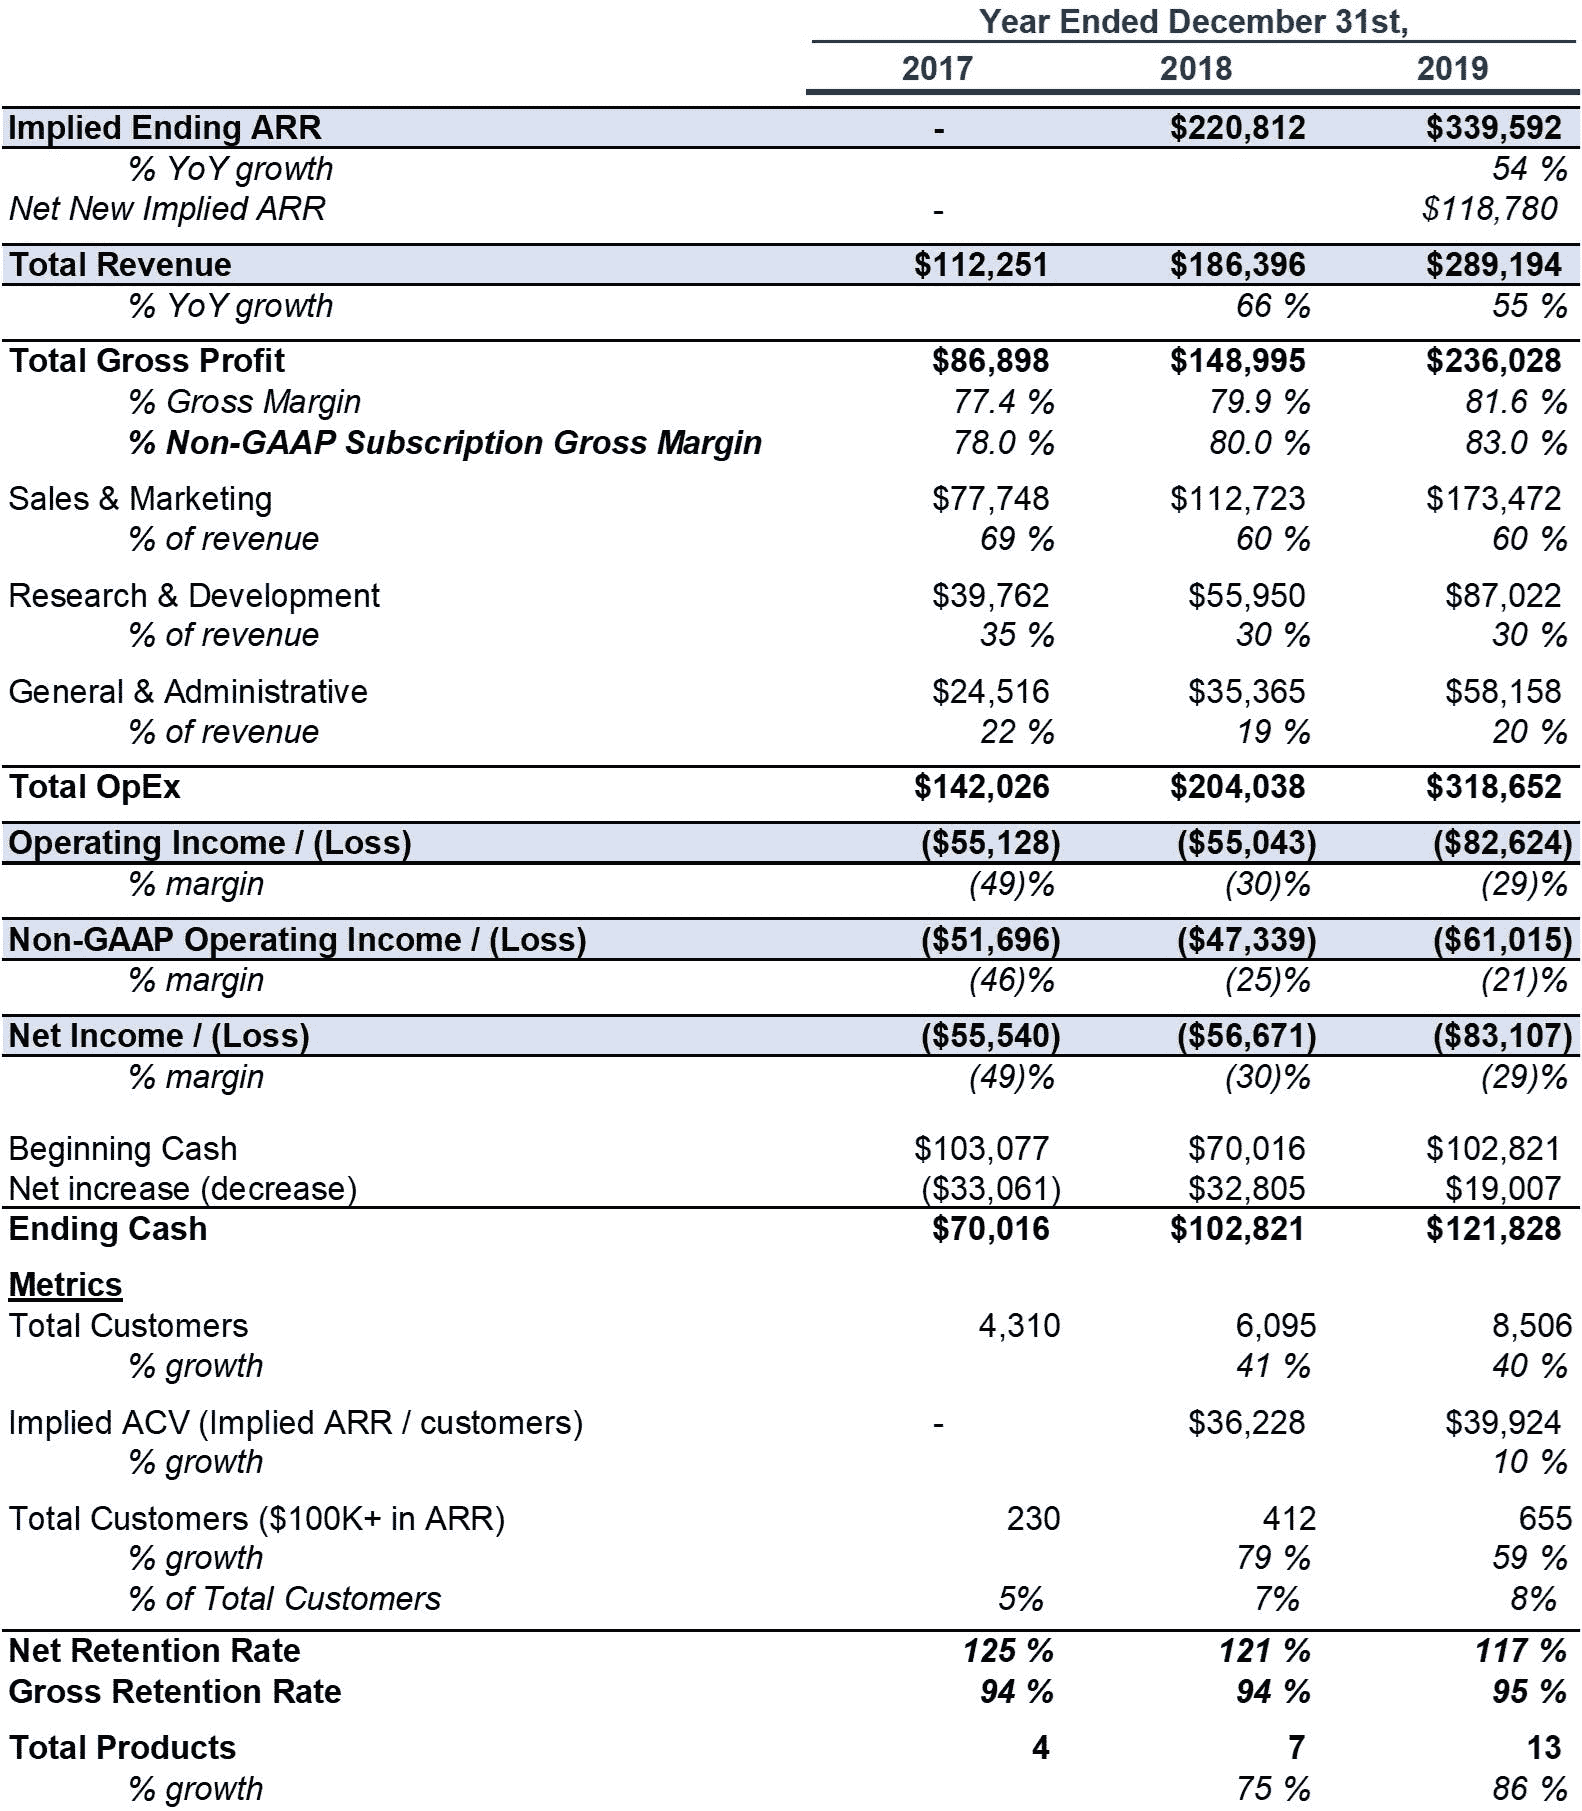 Year Ended December 31st,
2017 2018 2019
Implied Ending ARR - $220,812 $339,592
% YoY growth 54 %
Net New Implied ARR - $118,780
Total Revenue $112,251 $186,396 $289,194
% YoY growth 66 % 55 %
Total Gross Profit $86,898 $148,995 $236,028
% Gross Margin 77.4 % 79.9 % 81.6 %
% Non-GAAP Subscription Gross Margin 78.0 % 80.0 % 83.0 %
Sales & Marketing $77,748 $112,723 $173,472
% of revenue 69 % 60 % 60 %
Research & Development $39,762 $55,950 $87,022
% of revenue 35 % 30 % 30 %
General & Administrative $24,516 $35,365 $58,158
% of revenue 22 % 19 % 20 %
Total OpEx $142,026 $204,038 $318,652
Operating Income / (Loss) ($55,128) ($55,043) ($82,624)
% margin (49)% (30)% (29)%
Non-GAAP Operating Income / (Loss) ($51,696) ($47,339) ($61,015)
% margin (46)% (25)% (21)%
Net Income / (Loss) ($55,540) ($56,671) ($83,107)
% margin (49)% (30)% (29)%
Beginning Cash $103,077 $70,016 $102,821
Net increase (decrease) ($33,061) $32,805 $19,007
Ending Cash $70,016 $102,821 $121,828
Metrics
Total Customers 4,310 6,095 8,506
% growth 41 % 40 %
Implied ACV (Implied ARR / customers) - $36,228 $39,924
% growth 10 %
Total Customers ($100K+ in ARR) 230 412 655
% growth 79 % 59 %
% of Total Customers 5% 7% 8%
Net Retention Rate 125 % 121 % 117 %
Gross Retention Rate 94 % 94 % 95 %
Total Products 4 7 13
% growth 75 % 86 %